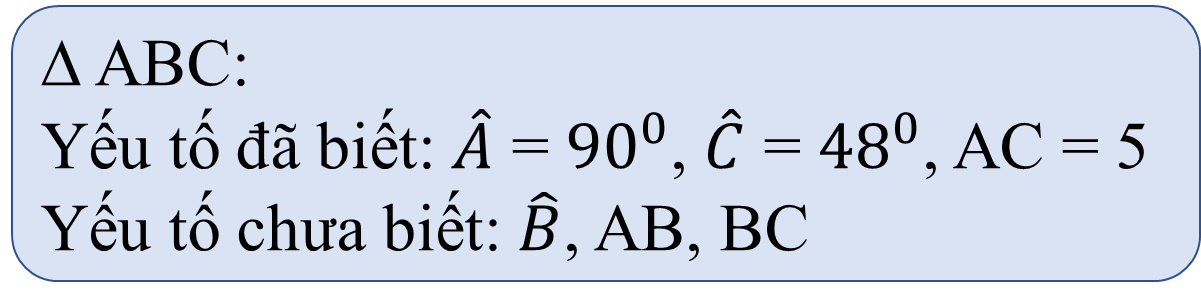 Δ ABC:
Yếu tố đã biết: Â = 90⁰, Ĉ = 48⁰, AC = 5
Yếu tố chưa biết: B̂, AB, BC